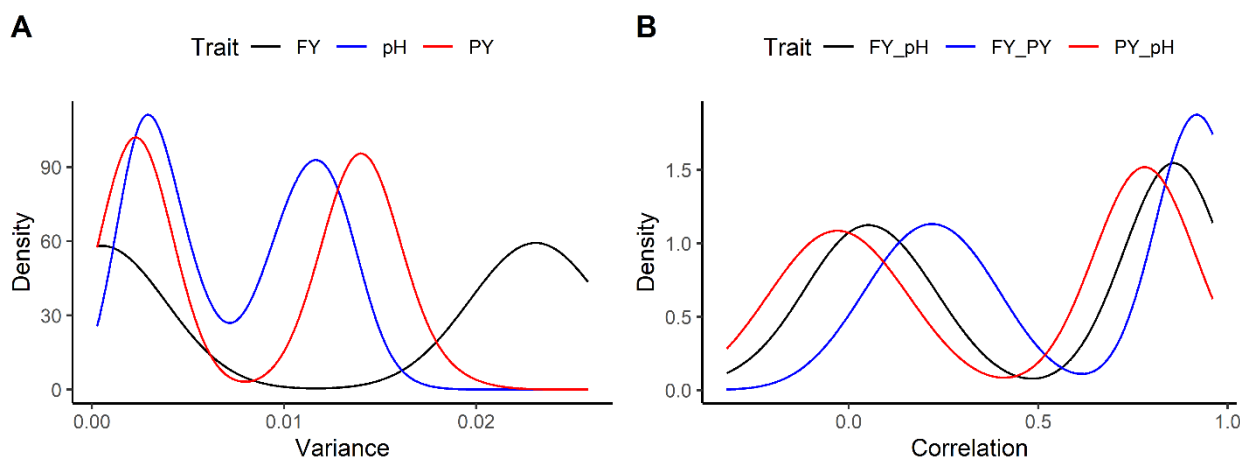 A
Trait FY pH PY
90
60
30
0
Density
0.00 0.01 0.02
Variance
B
Trait FY_pH FY_PY PY_pH
1.5
1.0
0.5
0.0
Density
0.0 0.5 1.0
Correlation